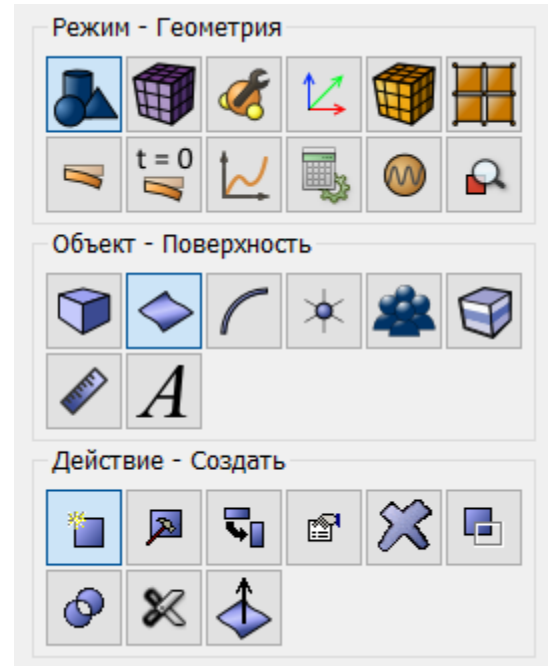 Режим - Геометрия
t = 0
Объект - Поверхность
A
Действие - Создать